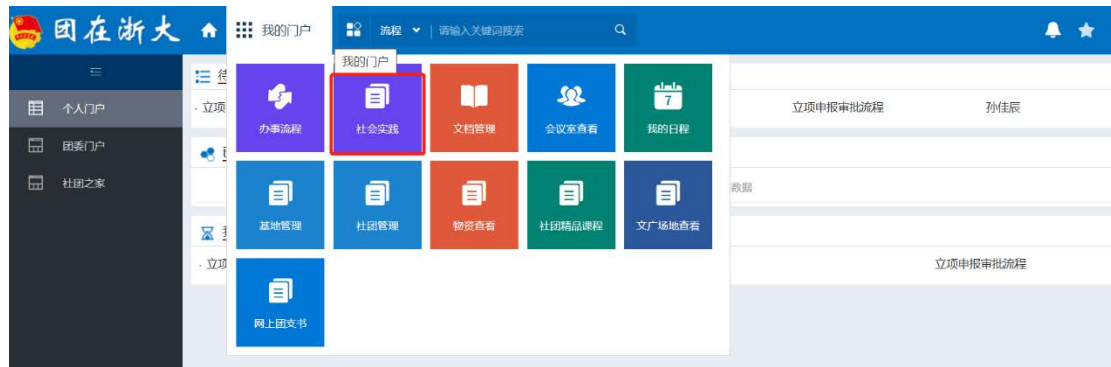 团在浙大
我的门户
流程
请输入关键词搜索
我的门户
个人门户
团委门户
社团之家
办事流程
社会实践
文档管理
会议室查看
7
我的日程
基地管理
社团管理
物资查看
社团精品课程
文广场地查看
网上团支书
· 立项
立项申报审批流程
孙佳辰
数据
· 立项
立项申报审批流程